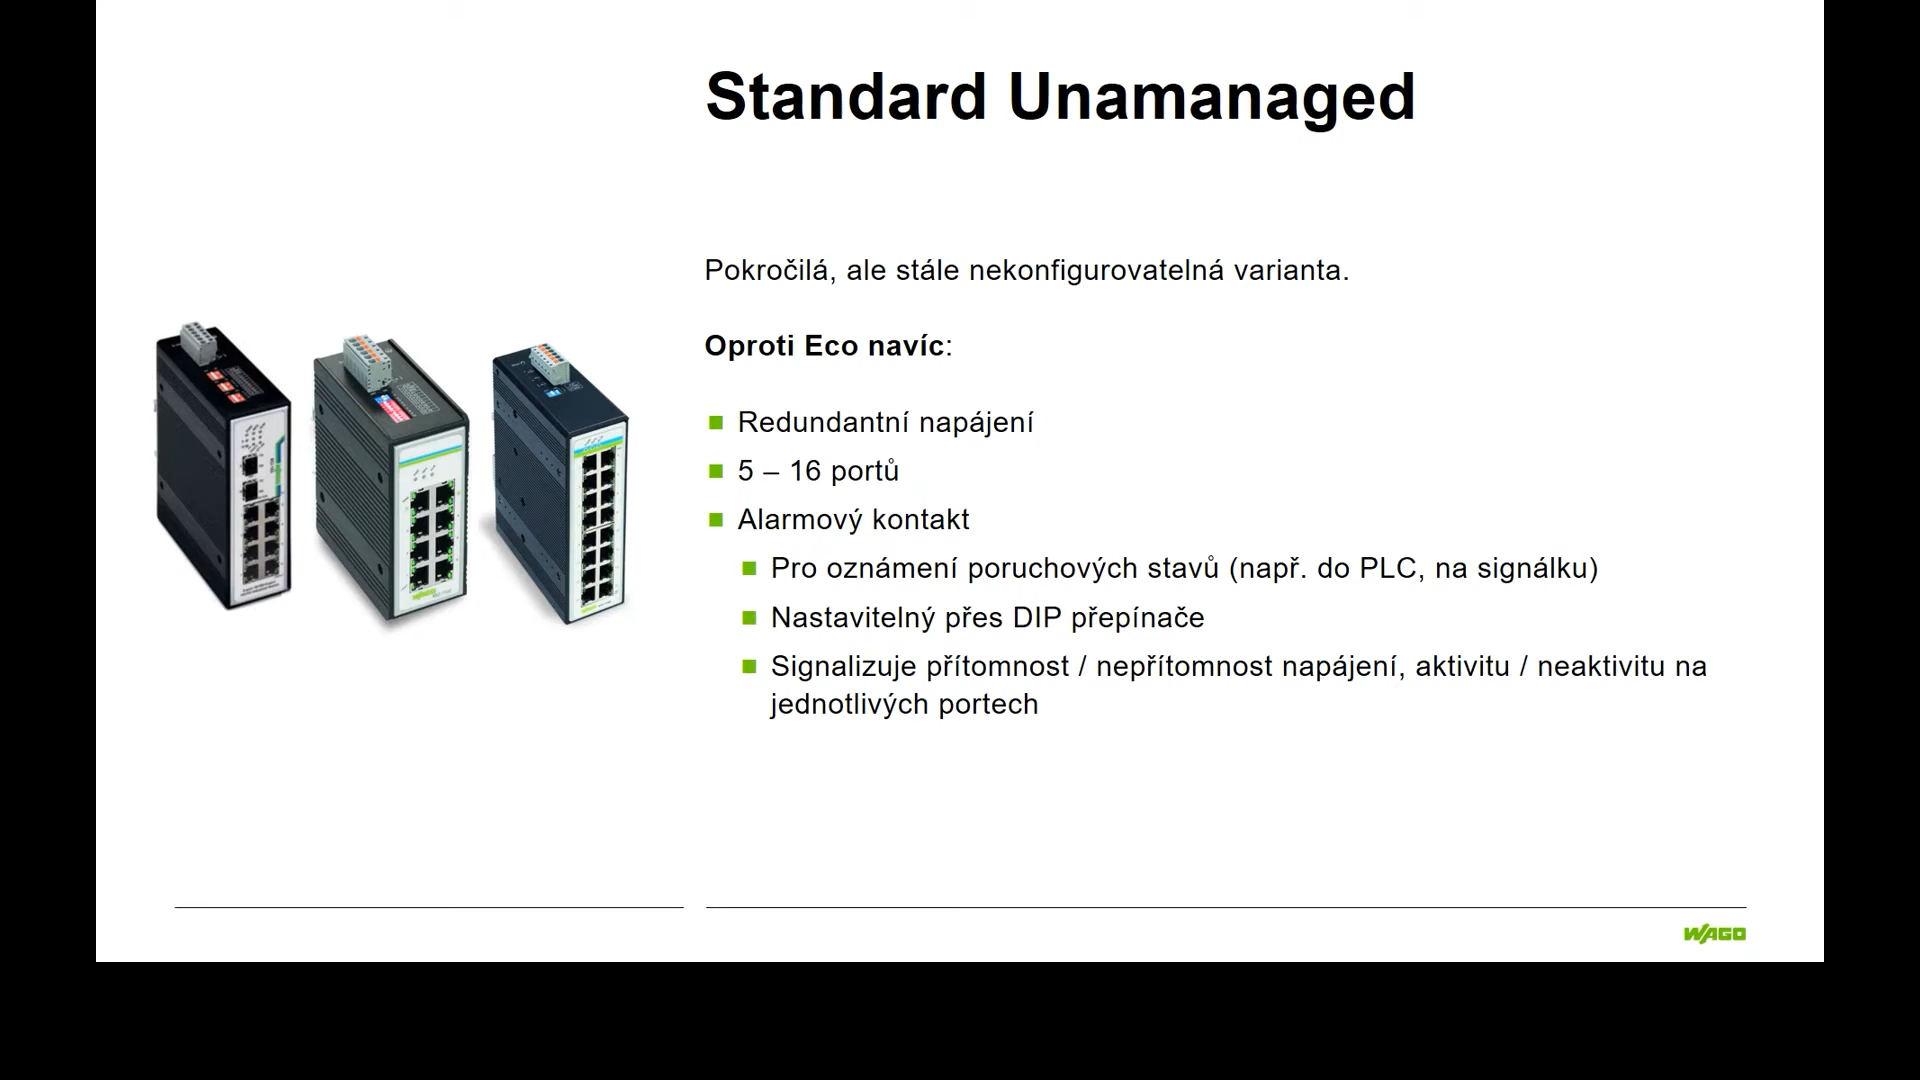 Standard Unamanaged
Pokročilá, ale stále nekonfigurovatelná varianta.
Oproti Eco navíc:
Redundantní napájení
5 – 16 portů
Alarmový kontakt
Pro oznámení poruchových stavů (např. do PLC, na signálku)
Nastavitelný přes DIP přepínače
Signalizuje přítomnost / nepřítomnost napájení, aktivitu / neaktivitu na
jednotlivých portech
WAGO